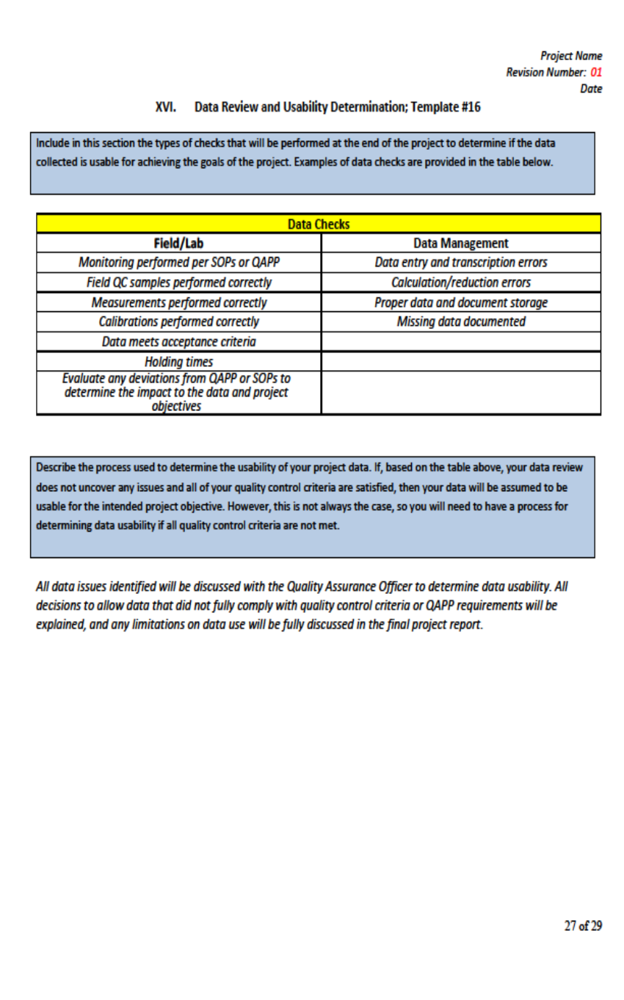 Project Name
Revision Number: 01
Date
XVI. Data Review and Usability Determination; Template #16
Include in this section the types of checks that will be performed at the end of the project to determine if the data
collected is usable for achieving the goals of the project. Examples of data checks are provided in the table below.
Data Checks
Field/Lab Data Management
Monitoring performed per SOPs or QAPP Data entry and transcription errors
Field QC samples performed correctly Calculation/reduction errors
Measurements performed correctly Proper data and document storage
Calibrations performed correctly Missing data documented
Data meets acceptance criteria
Holding times
Evaluate any deviations from QAPP or SOPs to
determine the impact to the data and project
objectives
Describe the process used to determine the usability of your project data. If, based on the table above, your data review
does not uncover any issues and all of your quality control criteria are satisfied, then your data will be assumed to be
usable for the intended project objective. However, this is not always the case, so you will need to have a process for
determining data usability if all quality control criteria are not met.
All data issues identified will be discussed with the Quality Assurance Officer to determine data usability. All
decisions to allow data that did not fully comply with quality control criteria or QAPP requirements will be
explained, and any limitations on data use will be fully discussed in the final project report.
27 of 29